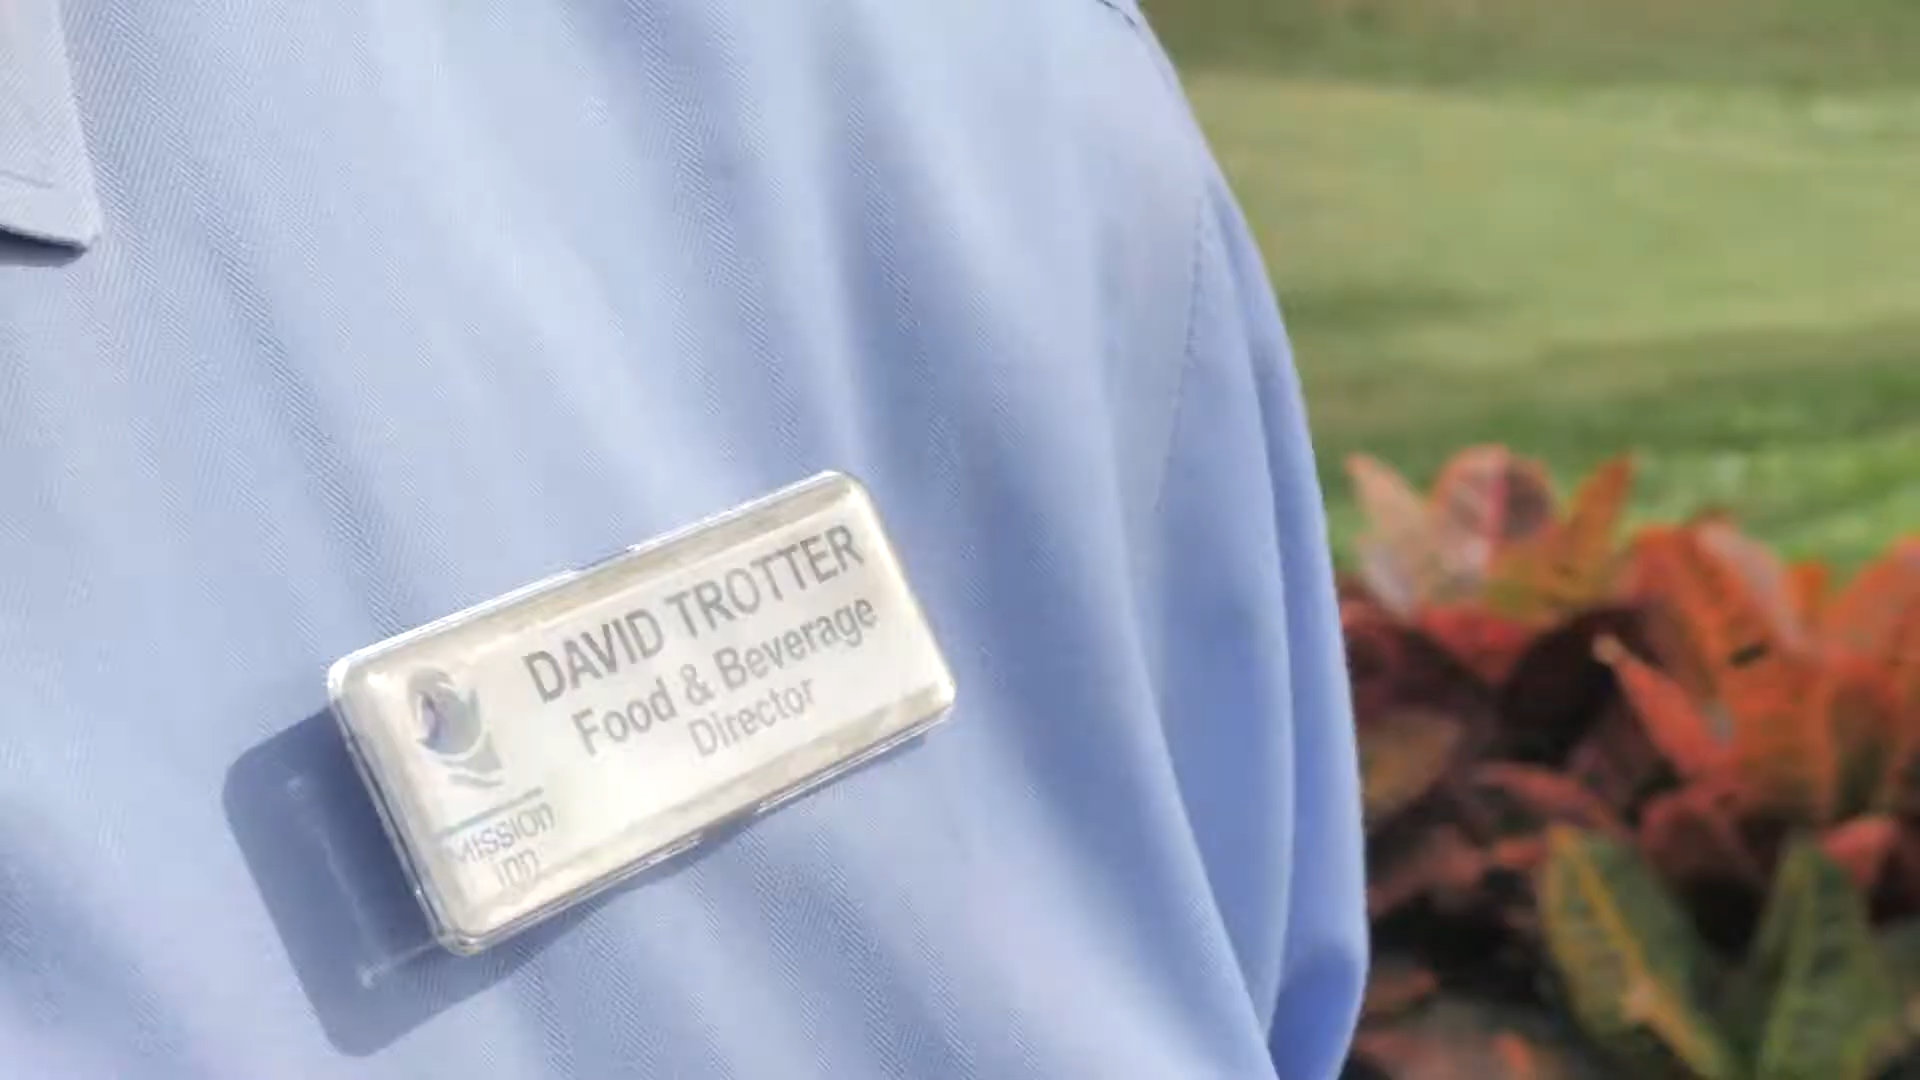 DAVID TROTTER
Food & Beverage
Director
MISSION
INN